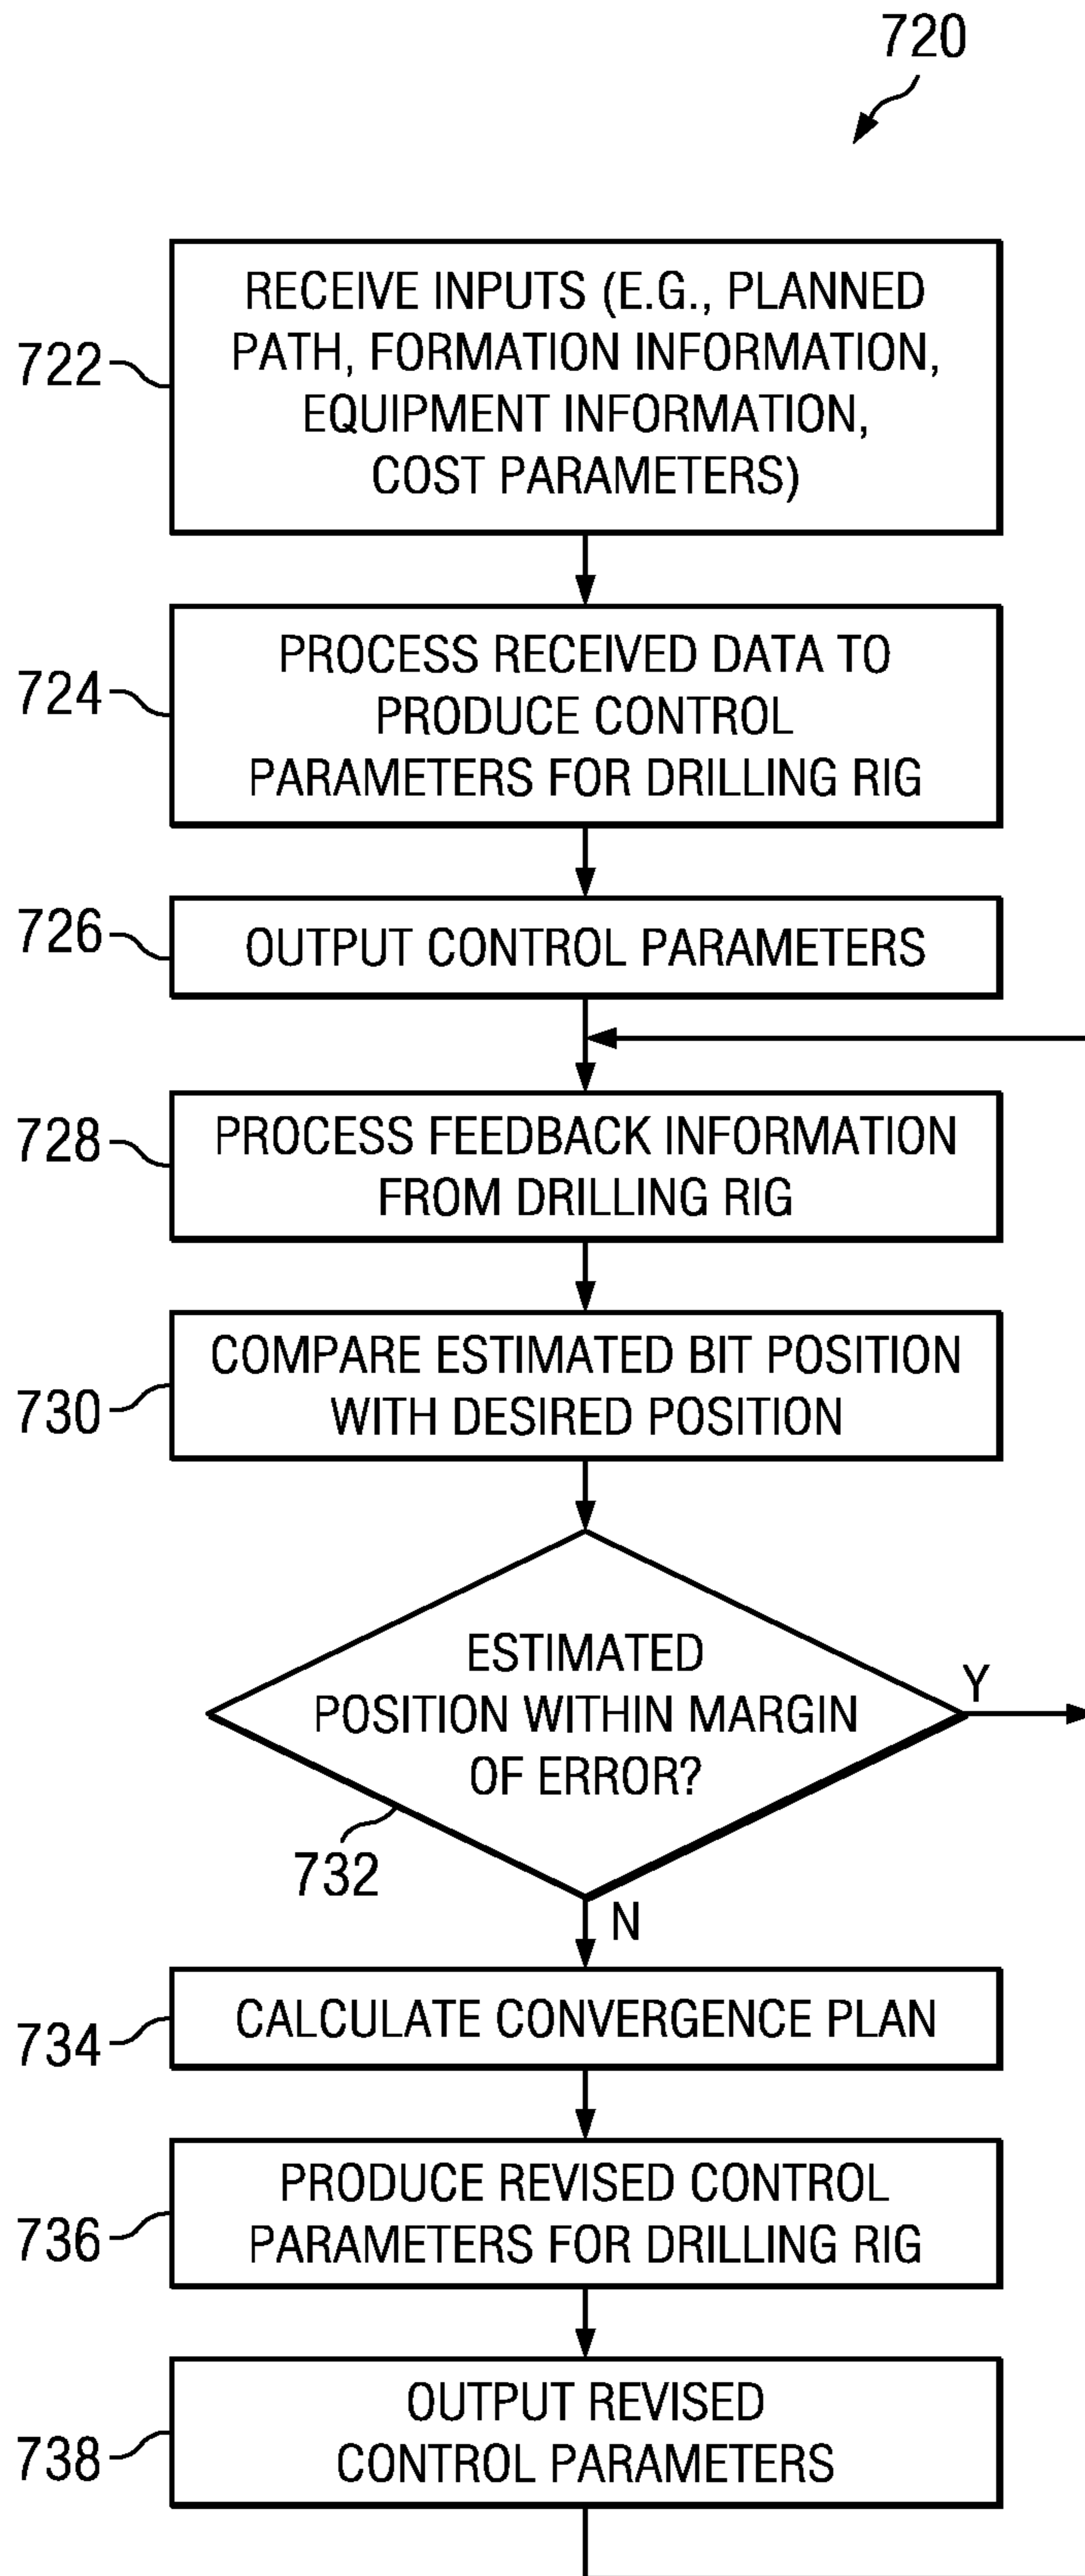 720
722
RECEIVE INPUTS (E.G., PLANNED
PATH, FORMATION INFORMATION,
EQUIPMENT INFORMATION,
COST PARAMETERS)
724
PROCESS RECEIVED DATA TO
PRODUCE CONTROL
PARAMETERS FOR DRILLING RIG
726
OUTPUT CONTROL PARAMETERS
728
PROCESS FEEDBACK INFORMATION
FROM DRILLING RIG
730
COMPARE ESTIMATED BIT POSITION
WITH DESIRED POSITION
ESTIMATED
POSITION WITHIN MARGIN
OF ERROR?
Y
732
N
734
CALCULATE CONVERGENCE PLAN
736
PRODUCE REVISED CONTROL
PARAMETERS FOR DRILLING RIG
738
OUTPUT REVISED
CONTROL PARAMETERS